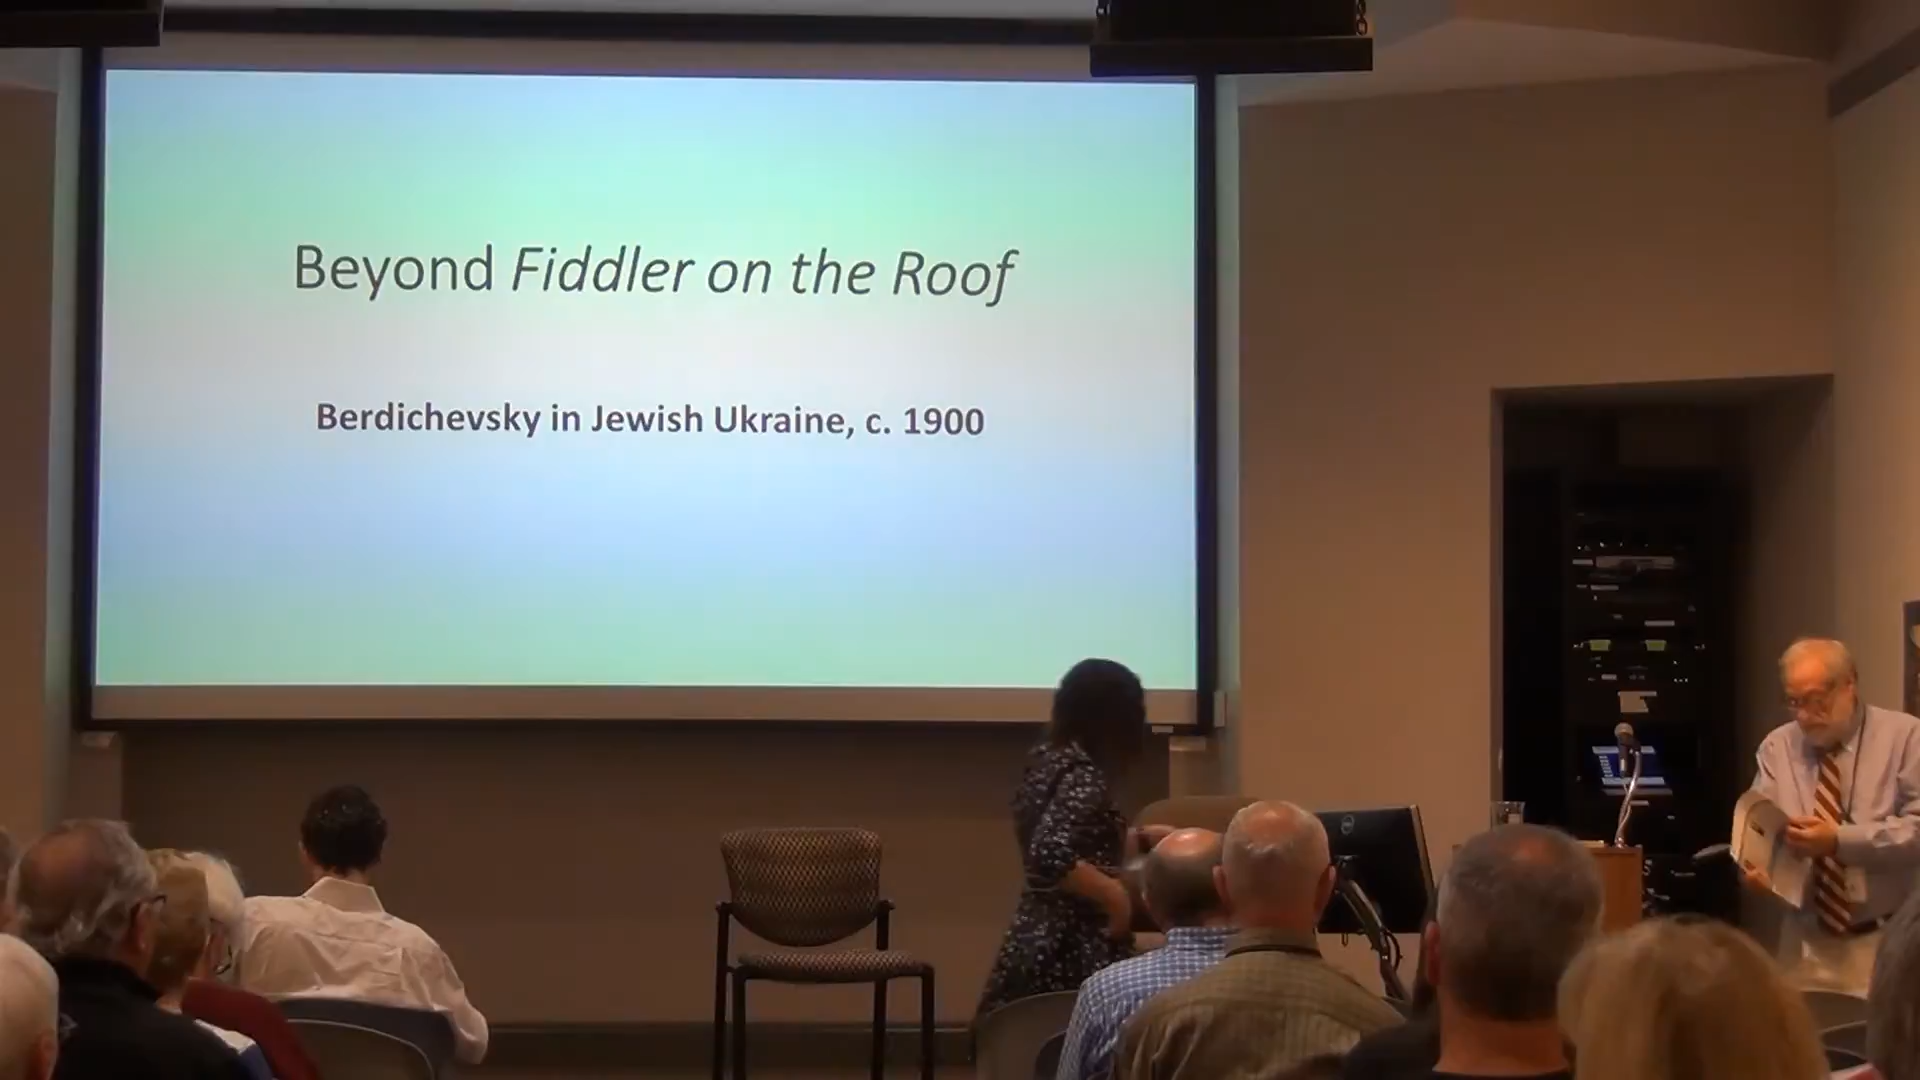 Beyond Fiddler on the Roof
Berdichevsky in Jewish Ukraine, c. 1900